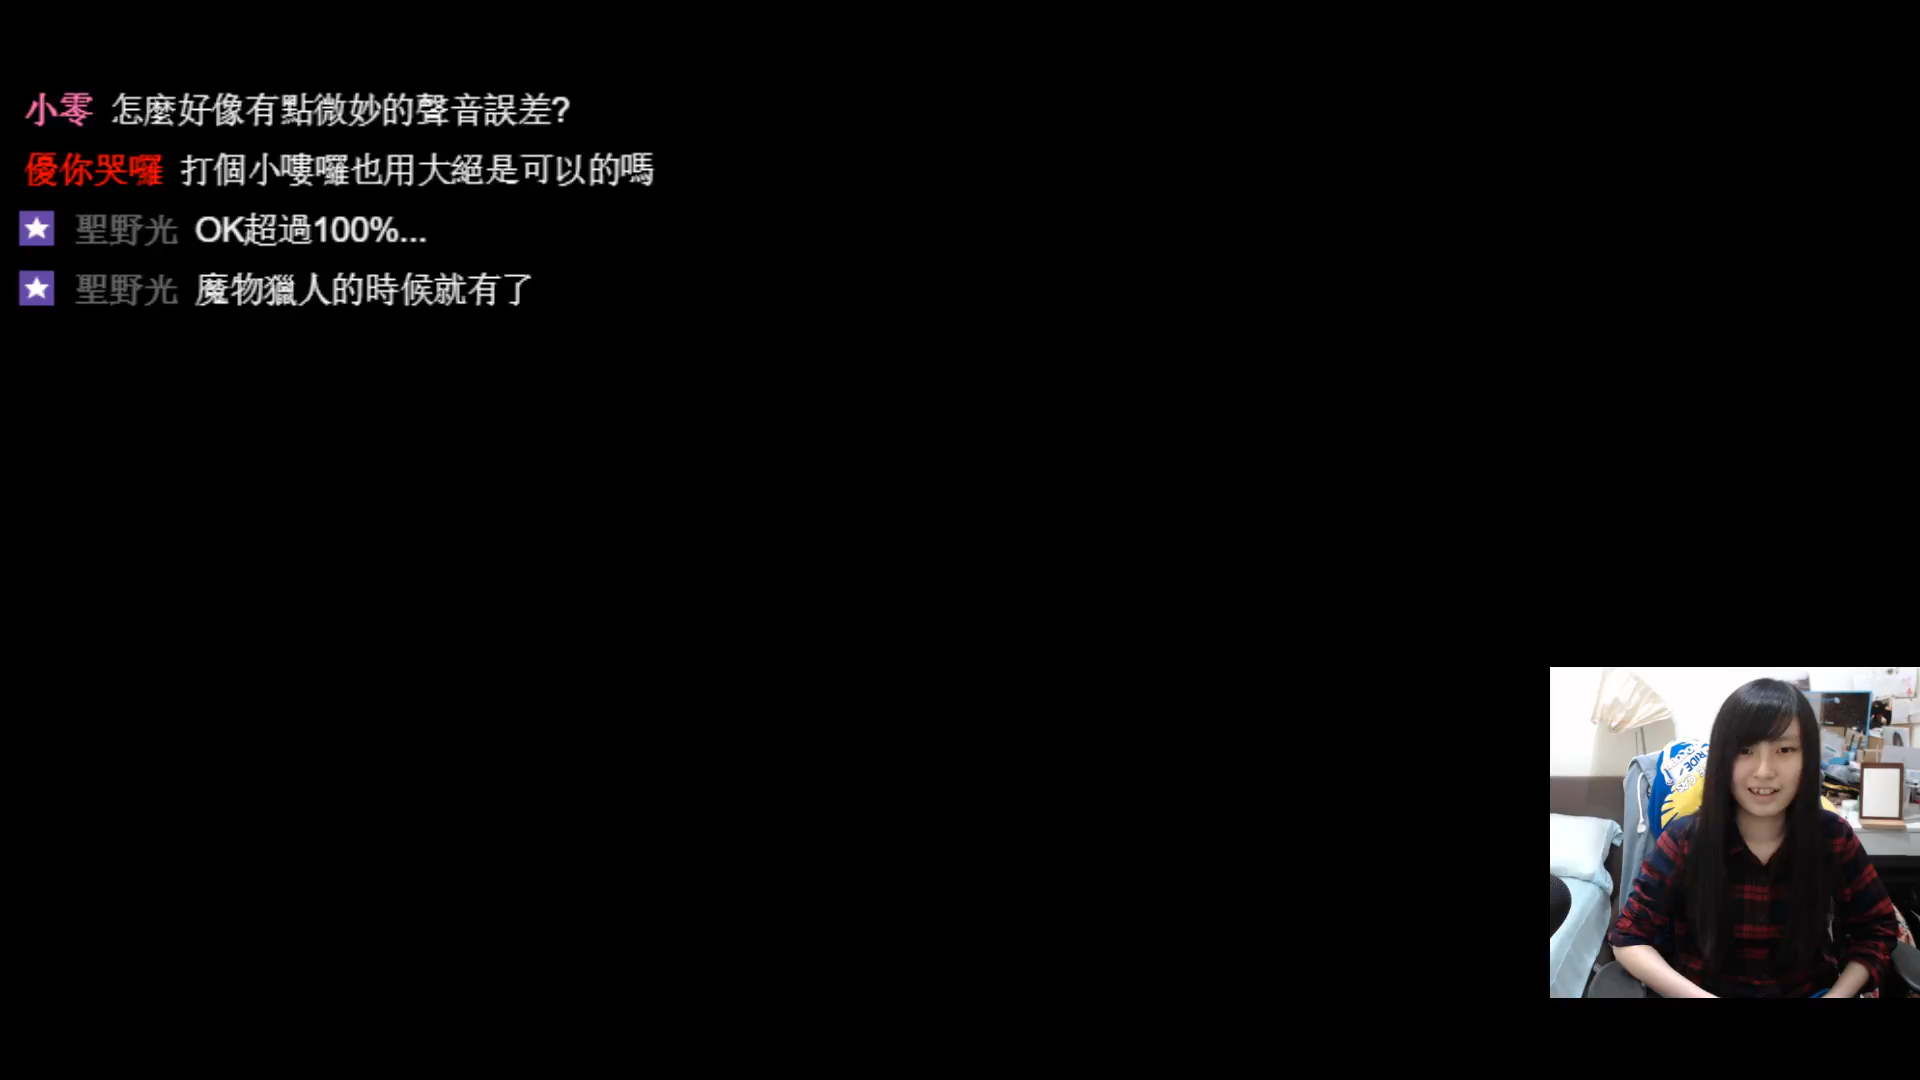 小零 怎麼好像有點微妙的聲音誤差?
優你哭囉 打個小嘍囉也用大絕是可以的嗎
聖野光 OK超過100%...
聖野光 魔物獵人的時候就有了